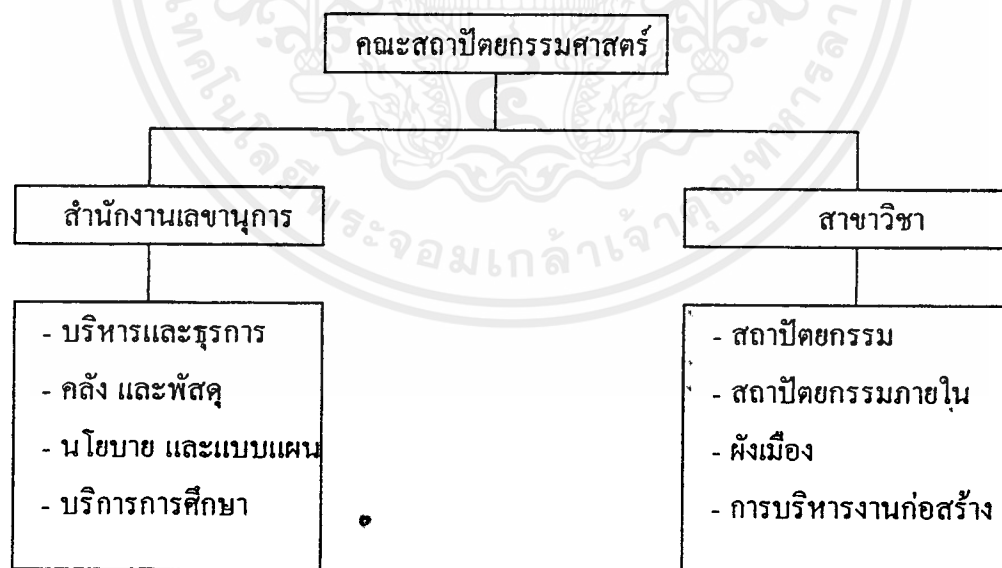 คณะสถาปัตยกรรมศาสตร์
สำนักงานเลขานุการ
สาขาวิชา
- บริหารและธุรการ
- คลัง และพัสดุ
- นโยบาย และแบบแผน
- บริการการศึกษา
- สถาปัตยกรรม
- สถาปัตยกรรมภายใน
- ผังเมือง
- การบริหารงานก่อสร้าง